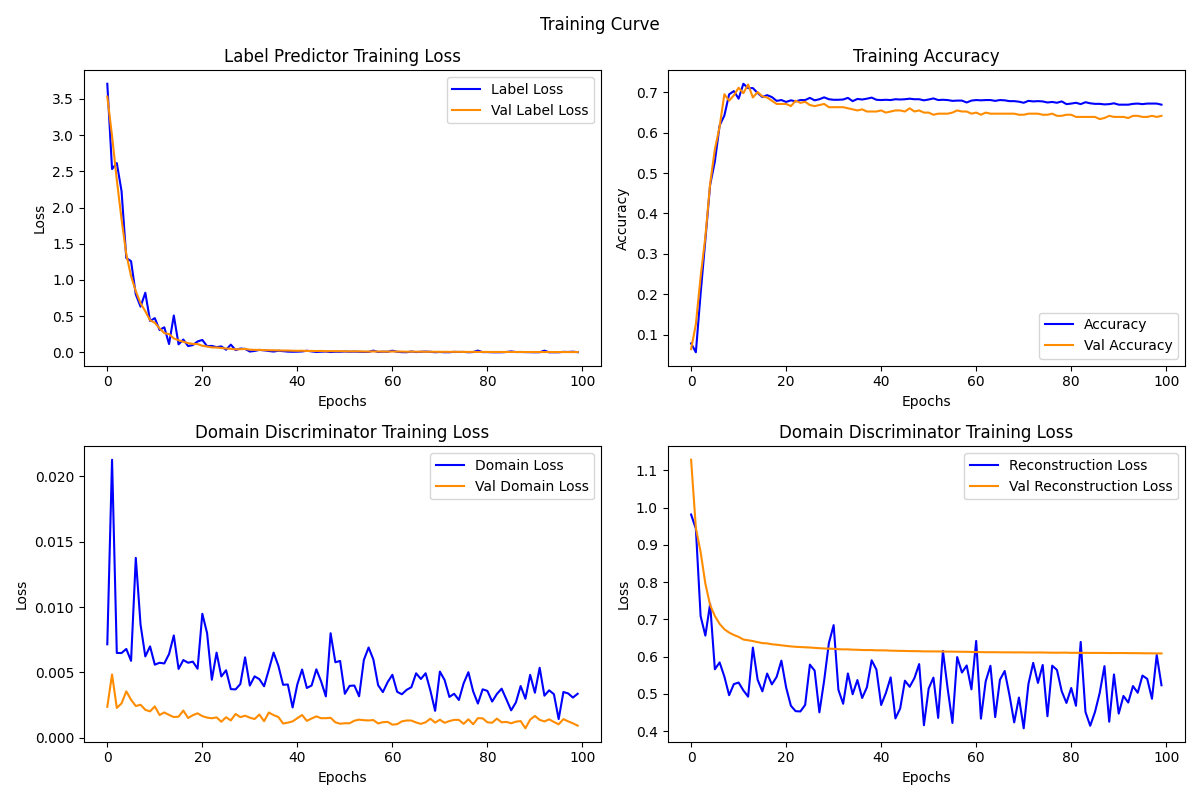 Training Curve
Label Predictor Training Loss
Label Loss
Val Label Loss
3.5
3.0
2.5
2.0
1.5
1.0
0.5
0.0
Loss
0 20 40 60 80 100
Epochs
Training Accuracy
0.7
0.6
0.5
0.4
0.3
0.2
0.1
Accuracy
Accuracy
Val Accuracy
0 20 40 60 80 100
Epochs
Domain Discriminator Training Loss
Domain Loss
Val Domain Loss
0.020
0.015
0.010
0.005
0.000
Loss
0 20 40 60 80 100
Epochs
Domain Discriminator Training Loss
Reconstruction Loss
Val Reconstruction Loss
1.1
1.0
0.9
0.8
0.7
0.6
0.5
0.4
Loss
0 20 40 60 80 100
Epochs